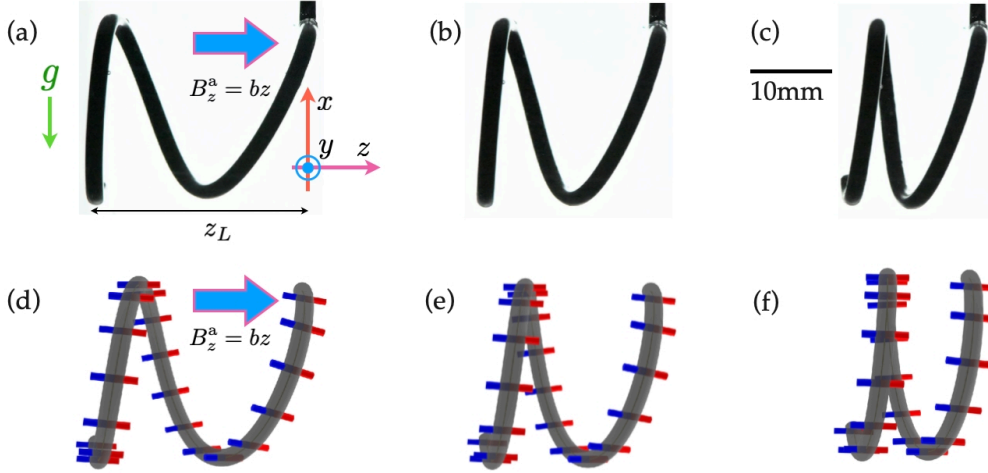 (a)
(b)
(c)
g
B_z^a = bz
x
y
z
10mm
z_L
(d)
(e)
(f)
B_z^a = bz